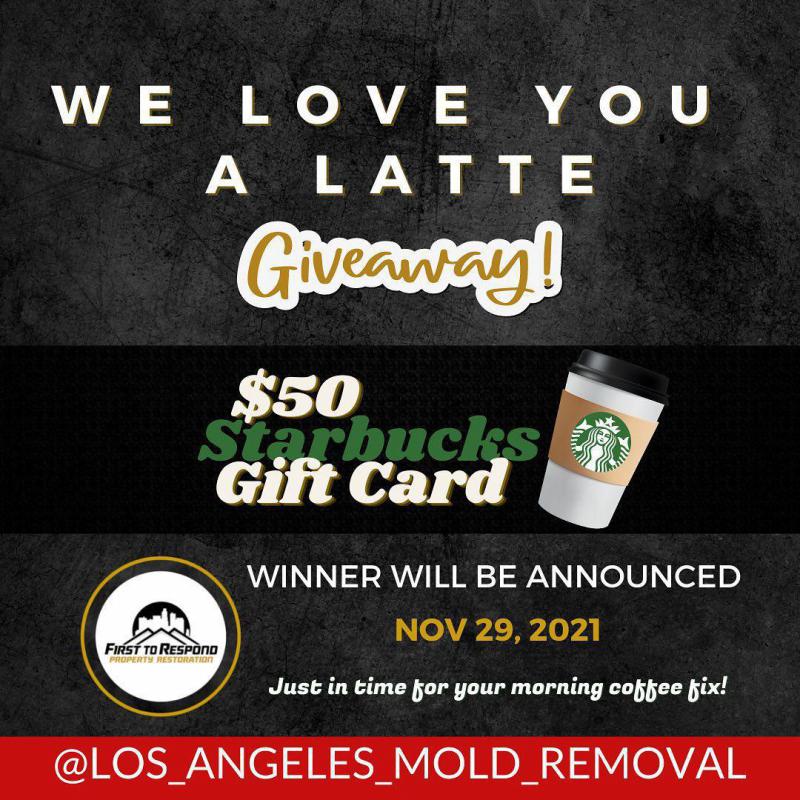 WE LOVE YOU
A LATTE
Giveaway!
$50
Starbucks
Gift Card
WINNER WILL BE ANNOUNCED
NOV 29, 2021
FIRST TO RESPOND
PROPERTY RESTORATION
Just in time for your morning coffee fix!
@LOS_ANGELES_MOLD_REMOVAL